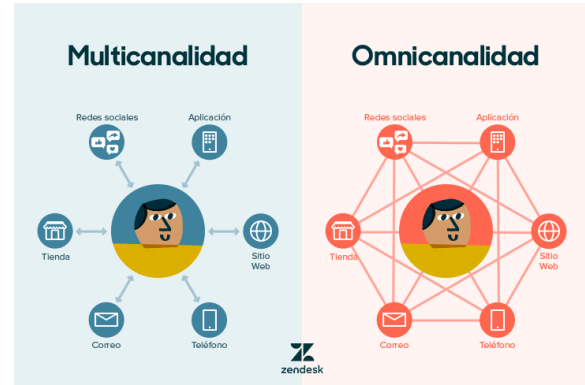 Multicanalidad
Redes sociales
Aplicación
Tienda
Sitio
Web
Correo
Teléfono
Omnicanalidad
Redes sociales
Aplicación
Tienda
Sitio
Web
Correo
Teléfono
zendesk